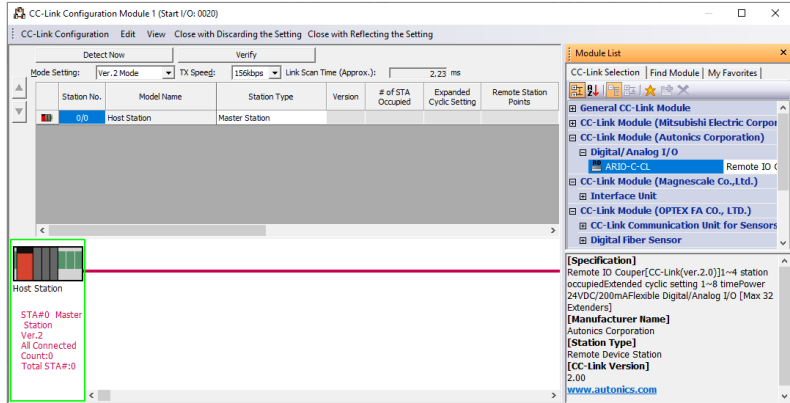 CC-Link Configuration Module 1 (Start I/O: 0020)
CC-Link Configuration Edit View Close with Discarding the Setting Close with Reflecting the Setting
Detect Now Verify
Mode Setting: Ver.2 Mode TX Speed: 156kbps Link Scan Time (Approx.): 2.23 ms
Station No. Model Name Station Type Version # of STA Occupied Expanded Cyclic Setting Remote Station Points
0/0 Host Station Master Station
Host Station
STA#0 Master
Station
Ver.2
All Connected
Count:0
Total STA#:0
Module List
CC-Link Selection Find Module My Favorites
General CC-Link Module
CC-Link Module (Mitsubishi Electric Corpor
CC-Link Module (Autonics Corporation)
Digital/Analog I/O
ARIO-C-CL Remote IO C
CC-Link Module (Magnescale Co.,Ltd.)
Interface Unit
CC-Link Module (OPTEX FA CO., LTD.)
CC-Link Communication Unit for Sensors
Digital Fiber Sensor
[Specification]
Remote IO Couper[CC-Link(ver.2.0)]1~4 station
occupiedExtended cyclic setting 1~8 timePower
24VDC/200mAFlexible Digital/Analog I/O [Max 32
Extenders]
[Manufacturer Name]
Autonics Corporation
[Station Type]
Remote Device Station
[CC-Link Version]
2.00
www.autonics.com